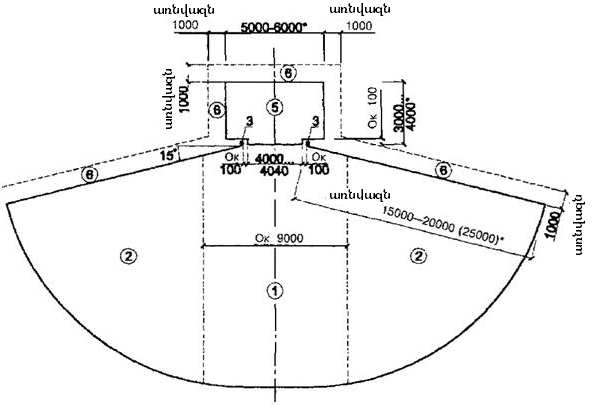 առնվազն առնվազն
1000 5000-6000* 1000
6
առնվազն
1000
6 5
Ок 100
3000...
4000*
3 3
15° Ок 4000... Ок
100 4040 100
6 6
առնվազն
15000—20000 (25000)*
1000
առնվազն
Ок 9000
2 2
1